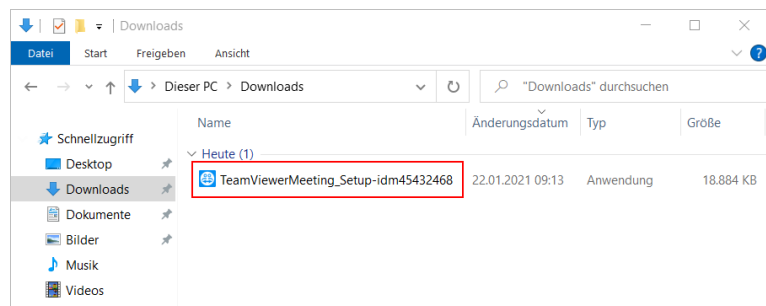 Downloads
Datei Start Freigeben Ansicht ?
Dieser PC > Downloads "Downloads" durchsuchen
Name Änderungsdatum Typ Größe
Schnellzugriff
Heute (1)
Desktop
TeamViewerMeeting_Setup-idm45432468 22.01.2021 09:13 Anwendung 18.884 KB
Downloads
Dokumente
Bilder
Musik
Videos